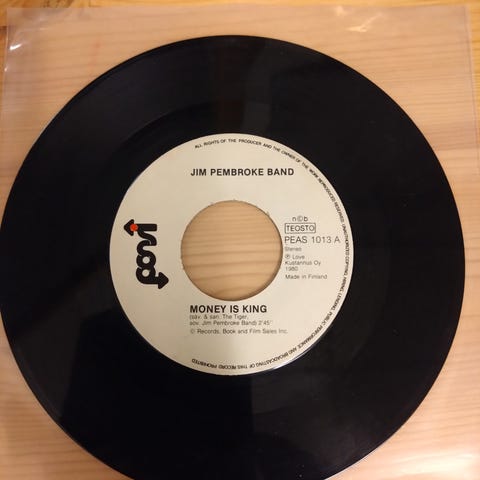 ALL RIGHTS OF THE PRODUCER AND THE OWNER OF THE WORK REPRODUCED RESERVED. UNAUTHORIZED COPYING, HIRING, LENDING, PUBLIC PERFORMANCE AND BROADCASTING OF THIS RECORD PROHIBITED
JIM PEMBROKE BAND
love
n©b
TEOSTO
PEAS 1013 A
Stereo
℗ Love
Kustannus Oy
1980
Made in Finland
MONEY IS KING
(säv. & san. The Tiger,
sov. Jim Pembroke Band) 2'45"
© Records, Book and Film Sales Inc.